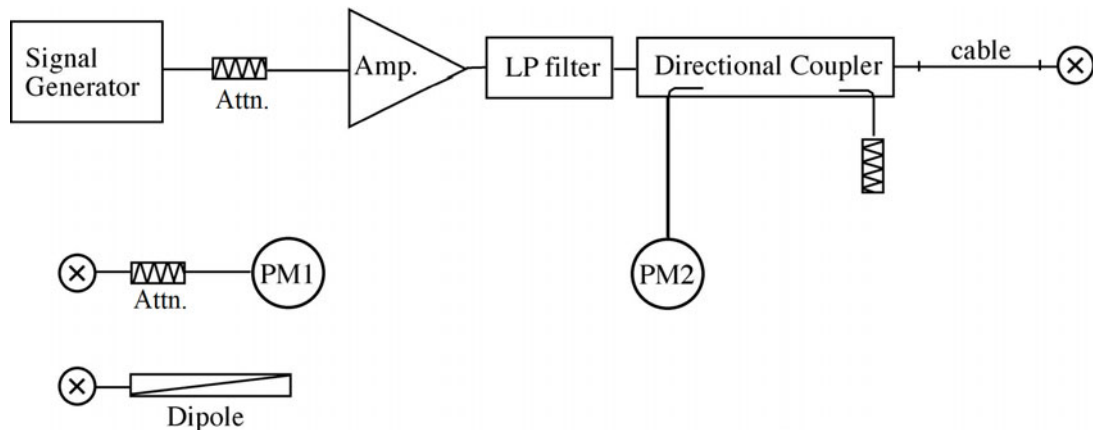 Signal
Generator
Attn.
Amp.
LP filter
Directional Coupler
cable
PM1
Attn.
PM2
Dipole